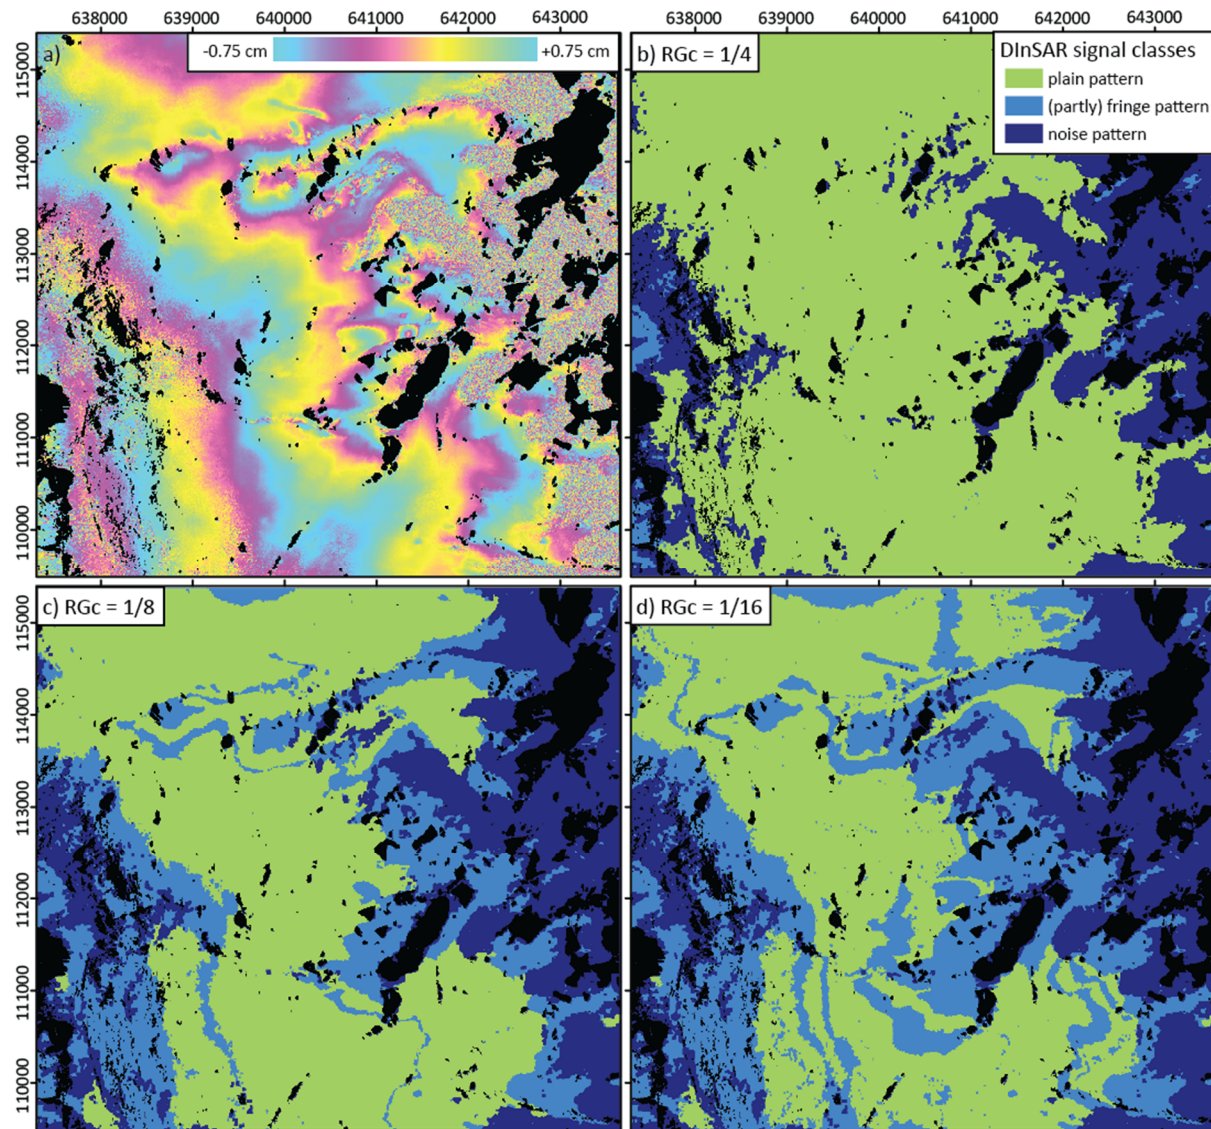 638000 639000 640000 641000 642000 643000
638000 639000 640000 641000 642000 643000
a)
-0.75 cm
+0.75 cm
b) RGc = 1/4
DInSAR signal classes
plain pattern
(partly) fringe pattern
noise pattern
115000
114000
113000
112000
111000
110000
c) RGc = 1/8
d) RGc = 1/16
115000
114000
113000
112000
111000
110000